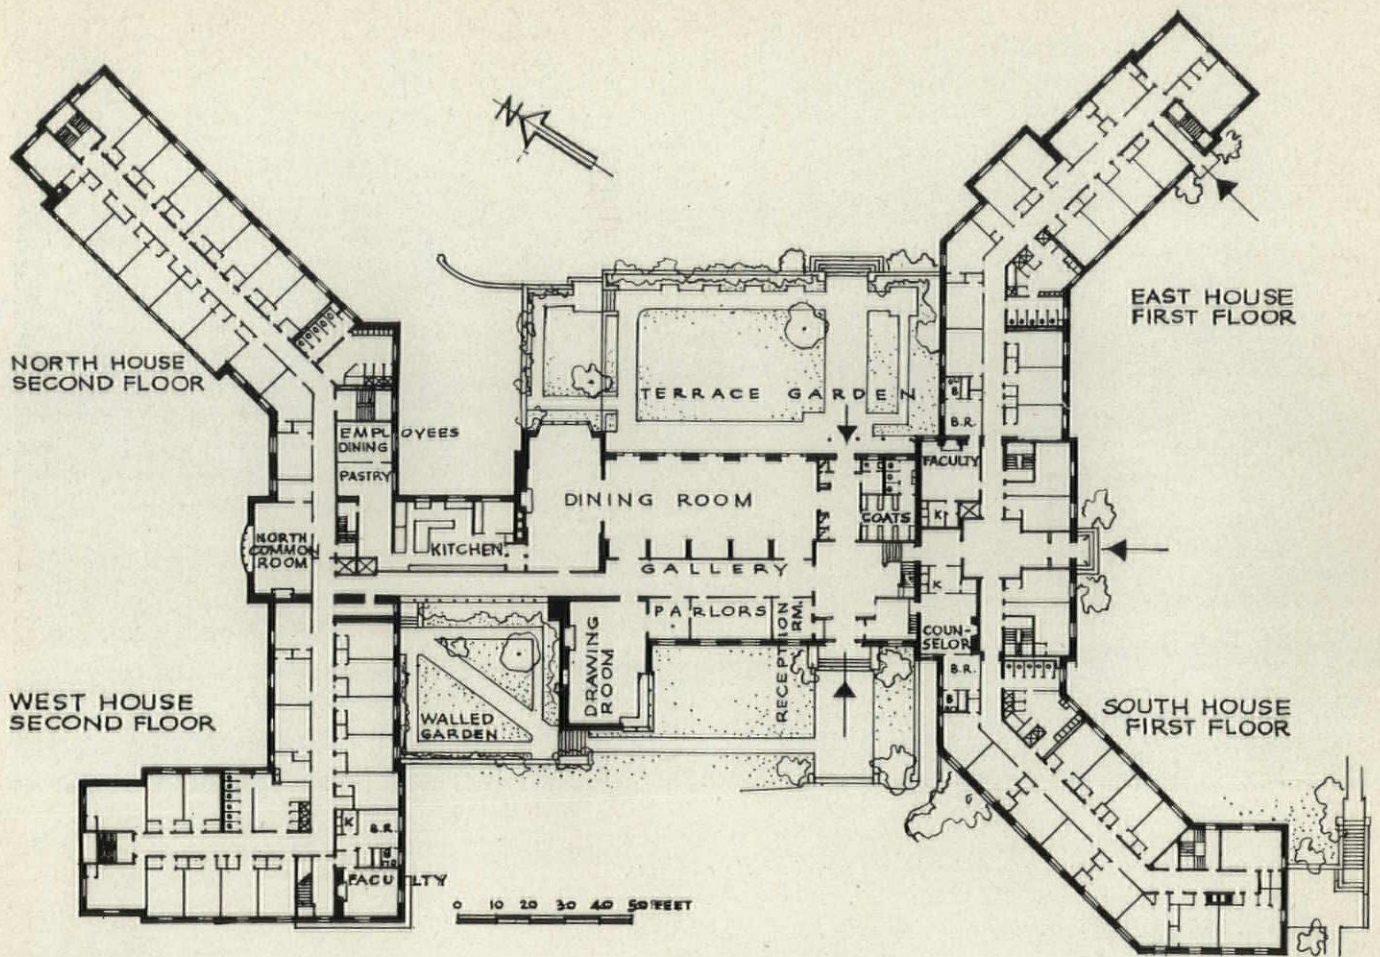 N
NORTH HOUSE
SECOND FLOOR
EAST HOUSE
FIRST FLOOR
TERRACE GARDEN
EMPLOYEES
DINING
PASTRY
B.
B.R.
FACULTY
DINING ROOM
COATS
K
NORTH
COMMON
ROOM
KITCHEN
GALLERY
K
PARLORS
RECEPTION
RM.
DRAWING
ROOM
COUN-
SELOR
B.R.
B
WEST HOUSE
SECOND FLOOR
WALLED
GARDEN
SOUTH HOUSE
FIRST FLOOR
K
B.R.
FACULTY
0 10 20 30 40 50 FEET